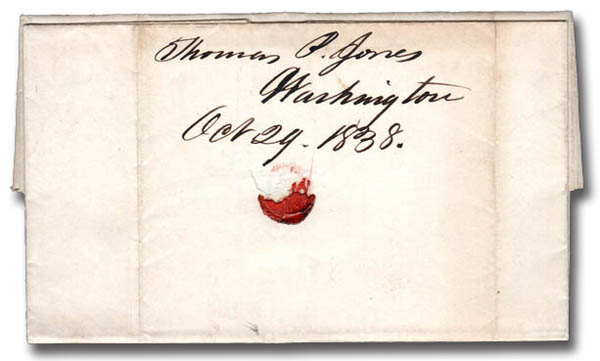 Thomas P. Jones
Washington
Oct 29. 1838.